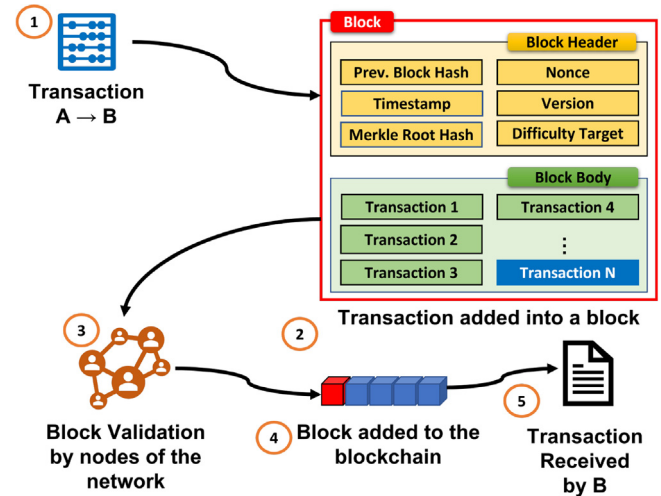 1
Transaction
A → B
Block
Block Header
Prev. Block Hash
Nonce
Timestamp
Version
Merkle Root Hash
Difficulty Target
Block Body
Transaction 1
Transaction 4
Transaction 2
⋮
Transaction 3
Transaction N
2
Transaction added into a block
3
Block Validation
by nodes of the
network
4
Block added to the
blockchain
5
Transaction
Received
by B